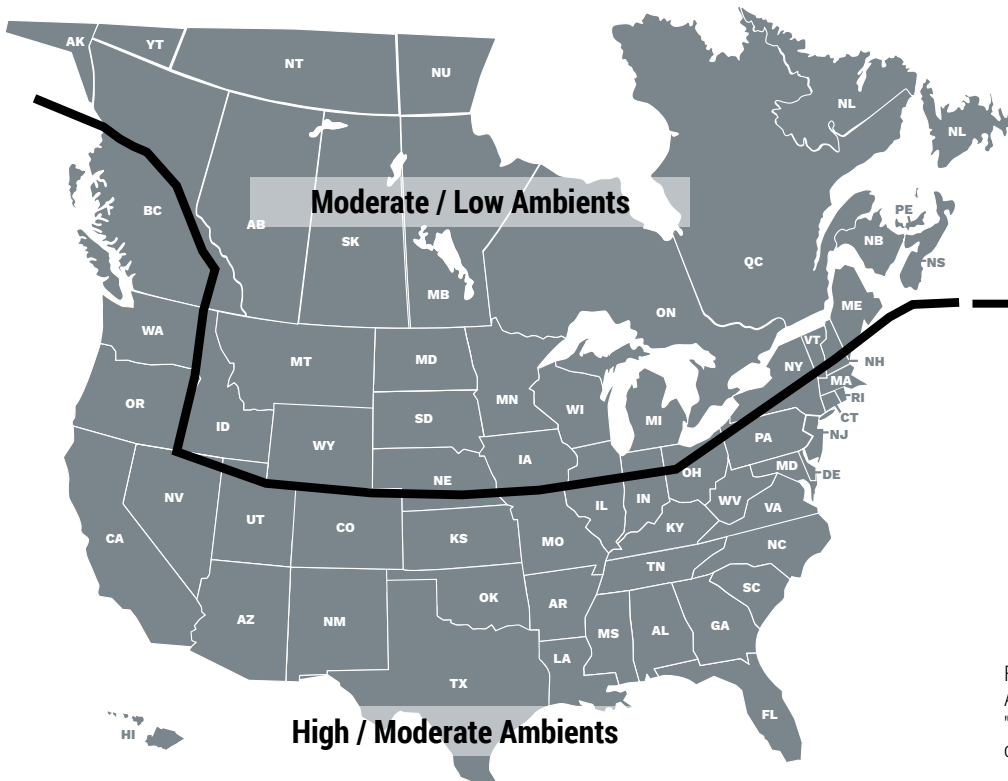 AK
YT
NT
NU
NL
NL
Moderate / Low Ambients
BC
AB
SK
MB
ON
QC
PE
NB
NS
WA
MT
MD
MN
ME
VT
NH
NY
MA
RI
CT
OR
ID
WY
SD
WI
MI
IA
NE
PA
NJ
OH
MD
DE
NV
UT
CO
KS
MO
IL
IN
WV
VA
KY
CA
NC
TN
SC
AZ
NM
OK
AR
MS
AL
GA
LA
TX
FL
High / Moderate Ambients
HI